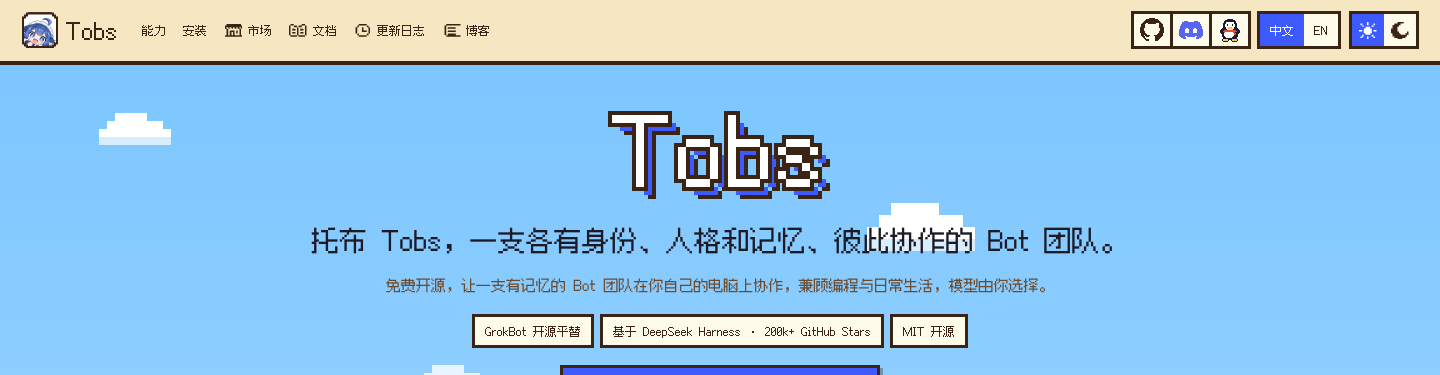 Tobs 能力 安装 市场 文档 更新日志 博客 中文 EN
Tobs
托布 Tobs，一支各有身份、人格和记忆、彼此协作的 Bot 团队。
免费开源，让一支有记忆的 Bot 团队在你自己的电脑上协作，兼顾编程与日常生活，模型由你选择。
GrokBot 开源平替 基于 DeepSeek Harness · 200k+ GitHub Stars MIT 开源